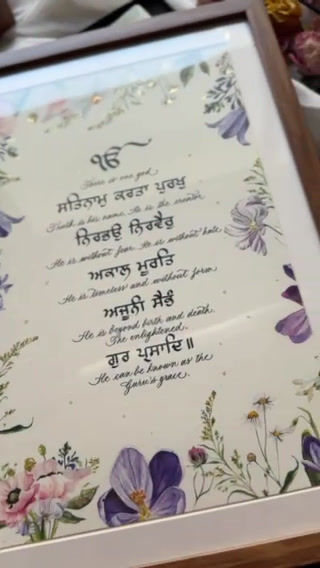 ੴ
There is one god
ਸਤਿਨਾਮੁ ਕਰਤਾ ਪੁਰਖੁ
Truth is his name. He is the creator
ਨਿਰਭਉ ਨਿਰਵੈਰੁ
He is without fear. He is without hate
ਅਕਾਲ ਮੂਰਤਿ
He is timeless and without form
ਅਜੂਨੀ ਸੈਭੰ
He is beyond birth and death.
The enlightened.
ਗੁਰ ਪ੍ਰਸਾਦਿ॥
He can be known as the
Guru's grace.